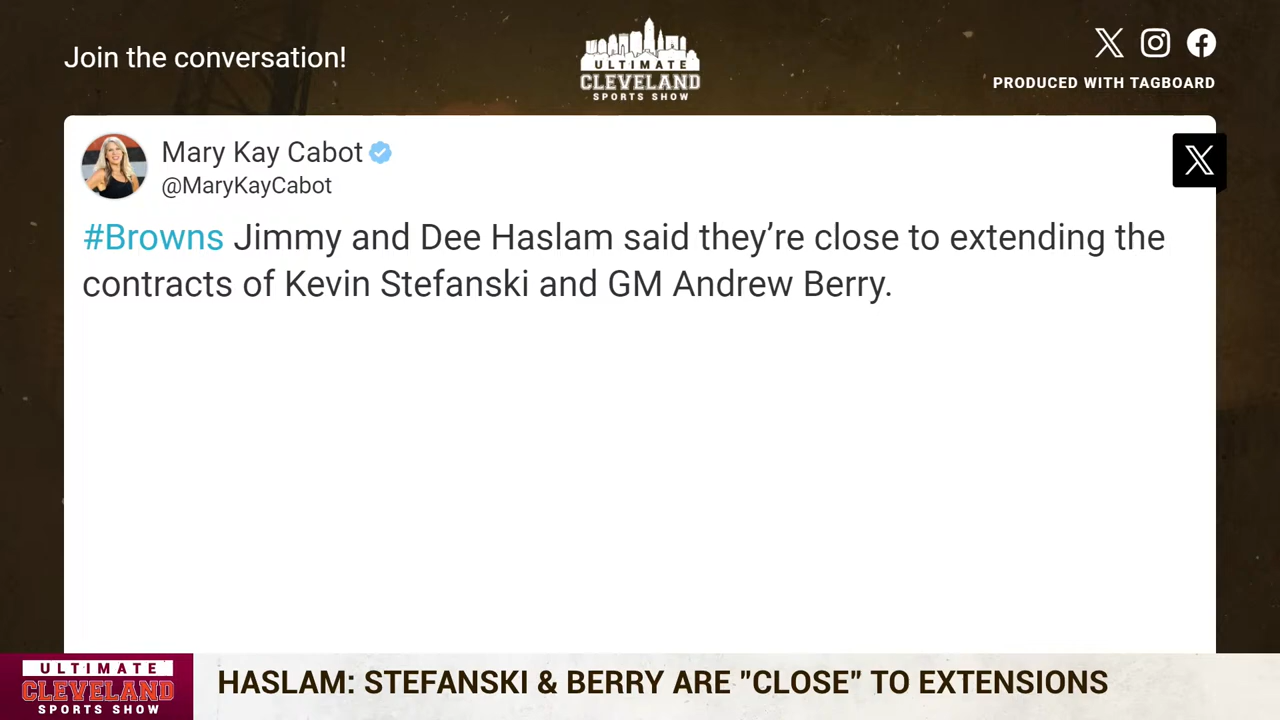 Join the conversation!
ULTIMATE
CLEVELAND
SPORTS SHOW
PRODUCED WITH TAGBOARD
Mary Kay Cabot
@MaryKayCabot
#Browns Jimmy and Dee Haslam said they’re close to extending the
contracts of Kevin Stefanski and GM Andrew Berry.
ULTIMATE
CLEVELAND
SPORTS SHOW
HASLAM: STEFANSKI & BERRY ARE "CLOSE" TO EXTENSIONS